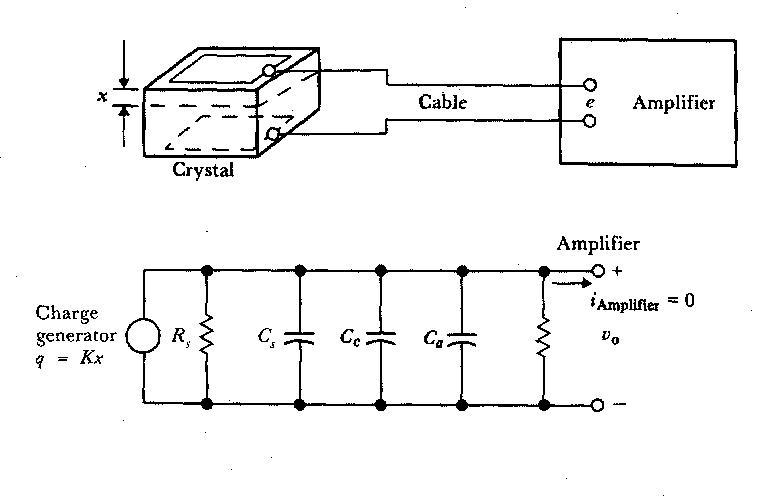 x
Crystal
Cable
e
Amplifier
Amplifier
Charge
generator
q = Kx
R_s
C_s
C_c
C_a
+
i_Amplifier = 0
v_o
−